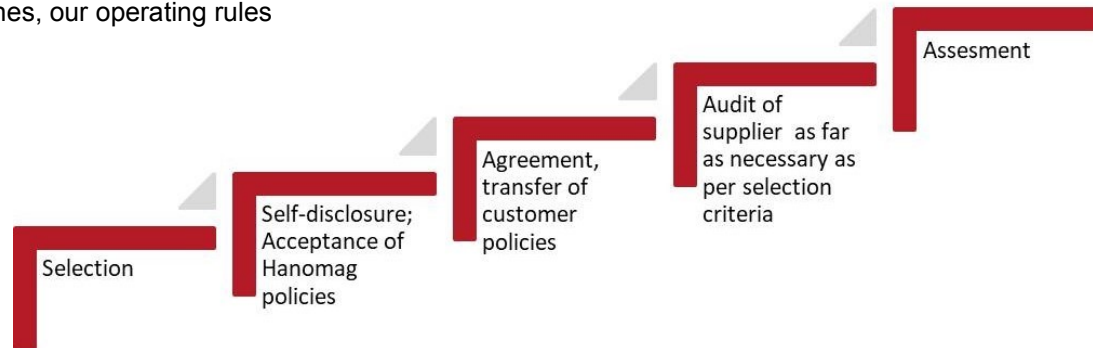 nes, our operating rules
Assesment
Audit of
supplier as far
as necessary as
per selection
criteria
Agreement,
transfer of
customer
policies
Self-disclosure;
Acceptance of
Hanomag
policies
Selection